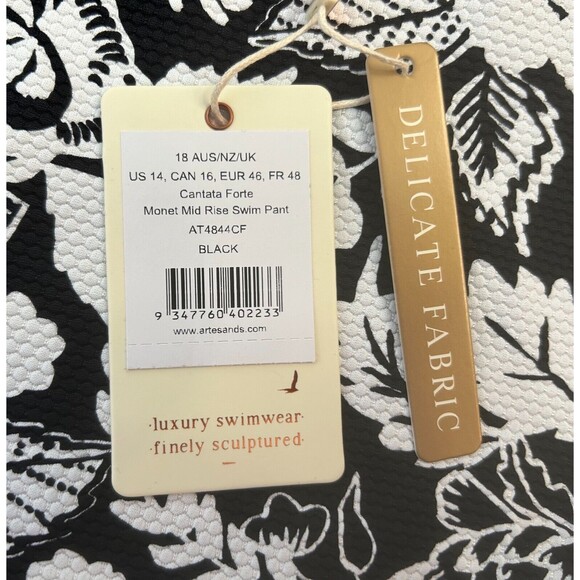 18 AUS/NZ/UK
US 14, CAN 16, EUR 46, FR 48
Cantata Forte
Monet Mid Rise Swim Pant
AT4844CF
BLACK
9 347760 402233
www.artesands.com
·luxury swimwear·
·finely sculptured·
DELICATE FABRIC